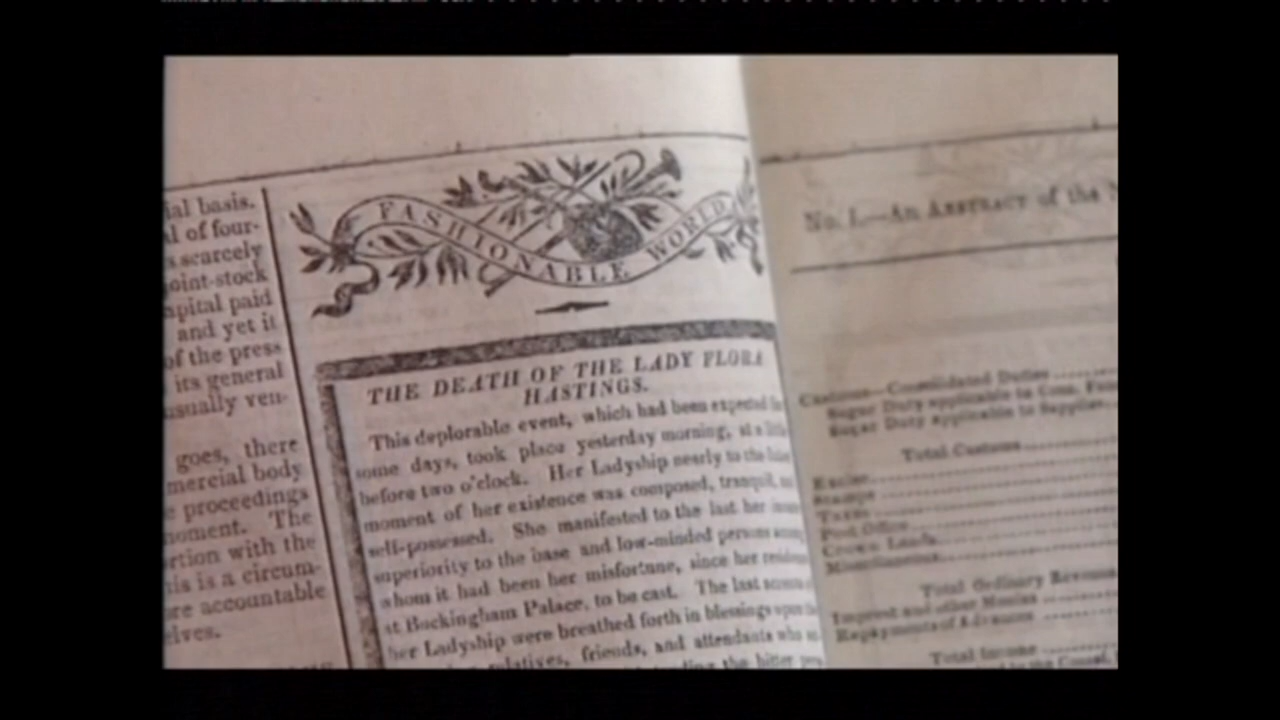 ial basis.
l of four-
s scarcely
oint-stock
apital paid
and yet it
of the press
its general
usually ven-
goes, there
mercial body
e proceedings
moment. The
rtion with the
his is a circum-
re accountable
elves.
FASHIONABLE WORLD
THE DEATH OF THE LADY FLORA
HASTINGS.
This deplorable event, which had been expected
some days, took place yesterday morning, at a
before two o'clock. Her Ladyship nearly to the
moment of her existence was composed, tranquil,
self-possessed. She manifested to the last her
superiority to the base and low-minded persons
whom it had been her misfortune, since her
at Buckingham Palace, to be cast. The last
her Ladyship were breathed forth in blessings upon
relatives, friends, and attendants who
the bitter
No. I.—An ABSTRACT of the
Customs—Consolidated Duties
Sugar Duty applicable to Cons.
Sugar Duty applicable to Supplies
Total Customs
Excise
Stamps
Taxes
Post Office
Crown Lands
Miscellaneous
Total Ordinary
Imprest and other Monies
Repayments of Advances
Total Income